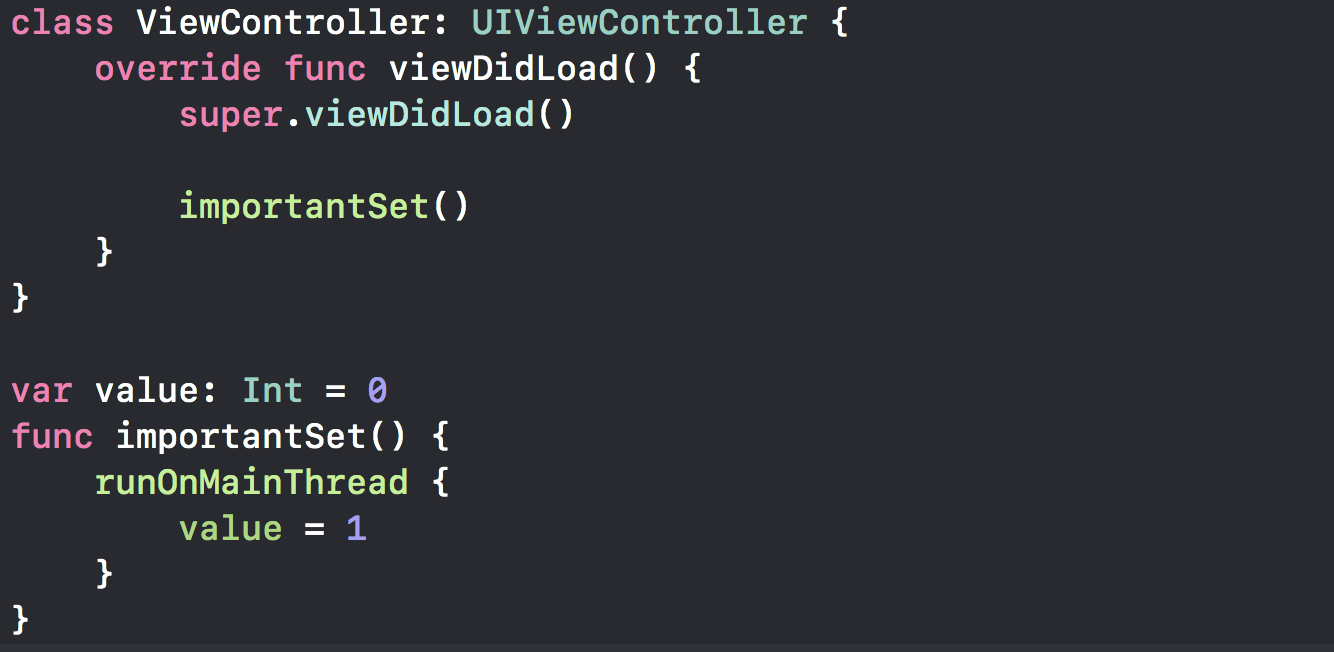 class ViewController: UIViewController {
    override func viewDidLoad() {
        super.viewDidLoad()

        importantSet()
    }
}

var value: Int = 0
func importantSet() {
    runOnMainThread {
        value = 1
    }
}